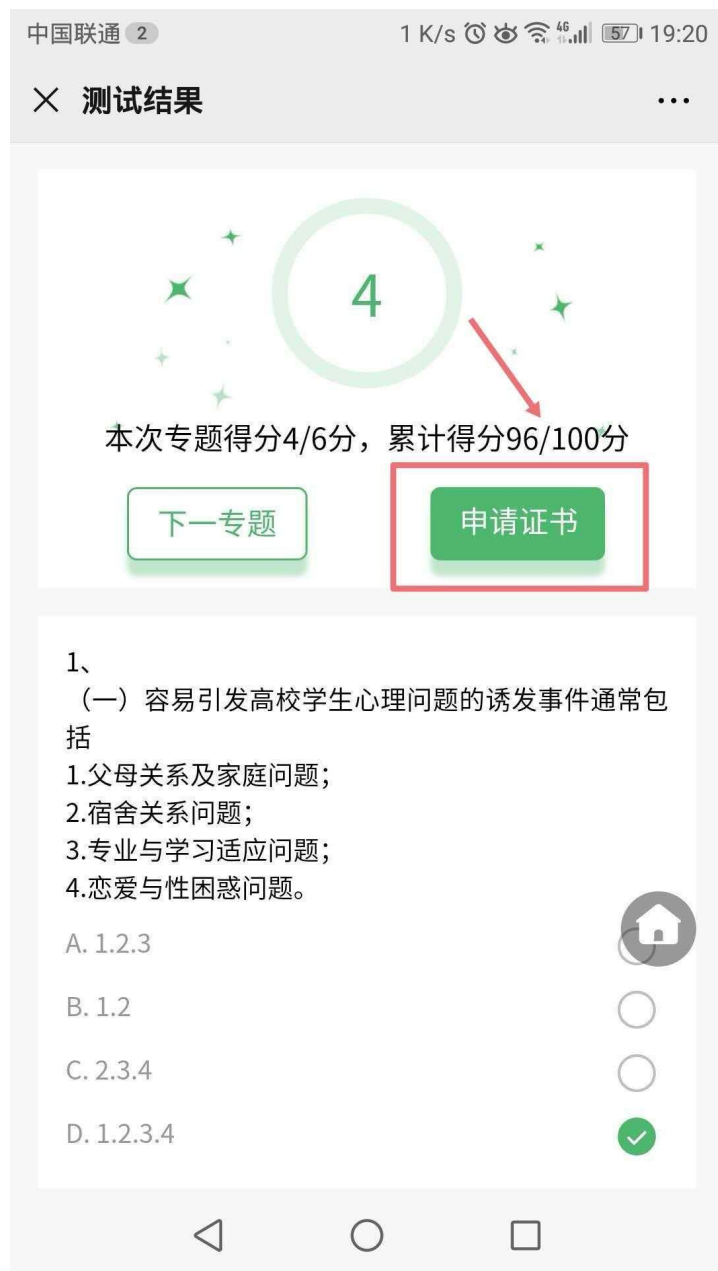 中国联通 2 1 K/s 4G 57 19:20
测试结果
4
本次专题得分4/6分，累计得分96/100分
下一专题 申请证书
1、
（一）容易引发高校学生心理问题的诱发事件通常包
括
1.父母关系及家庭问题；
2.宿舍关系问题；
3.专业与学习适应问题；
4.恋爱与性困惑问题。
A. 1.2.3
B. 1.2
C. 2.3.4
D. 1.2.3.4